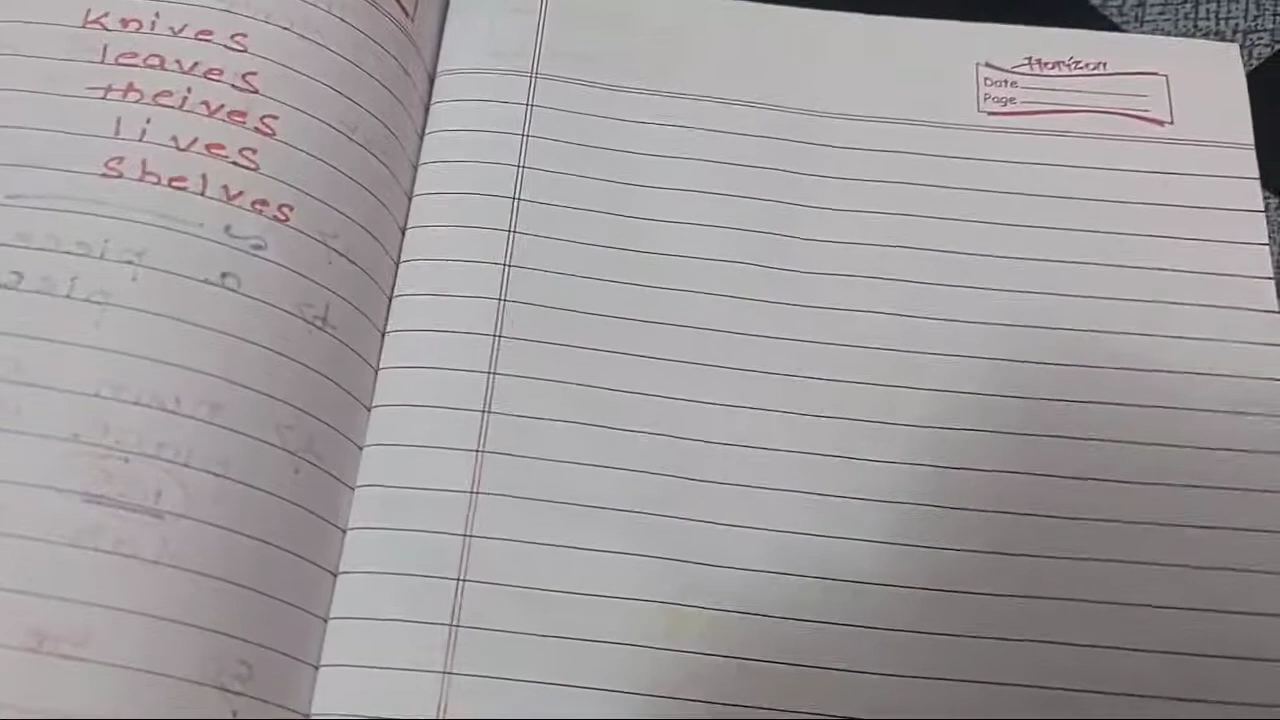 Knives
leaves
theives
lives
shelves
Horizon
Date
Page